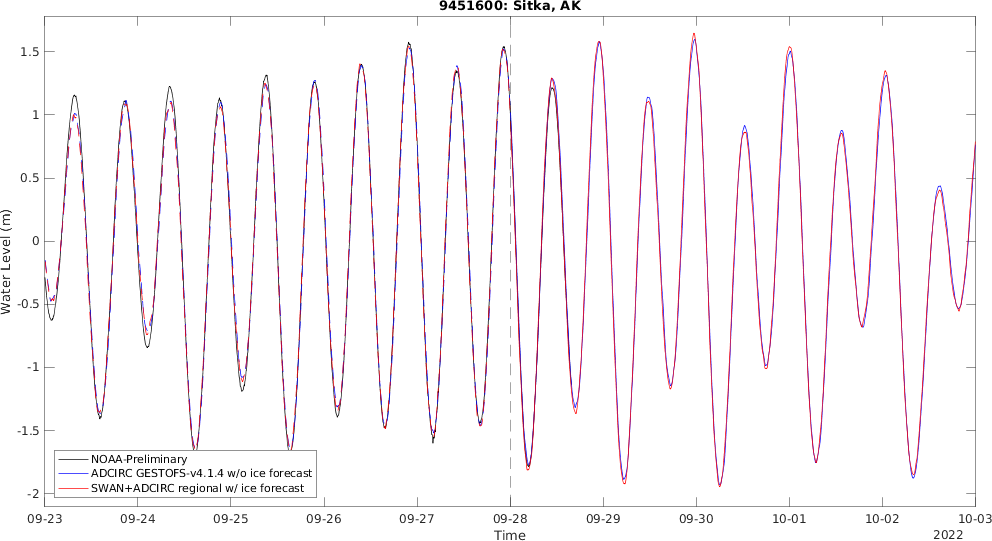 9451600: Sitka, AK
Water Level (m)
1.5
1
0.5
0
-0.5
-1
-1.5
-2
NOAA-Preliminary
ADCIRC GESTOFS-v4.1.4 w/o ice forecast
SWAN+ADCIRC regional w/ ice forecast
09-23 09-24 09-25 09-26 09-27 09-28 09-29 09-30 10-01 10-02 10-03
Time
2022